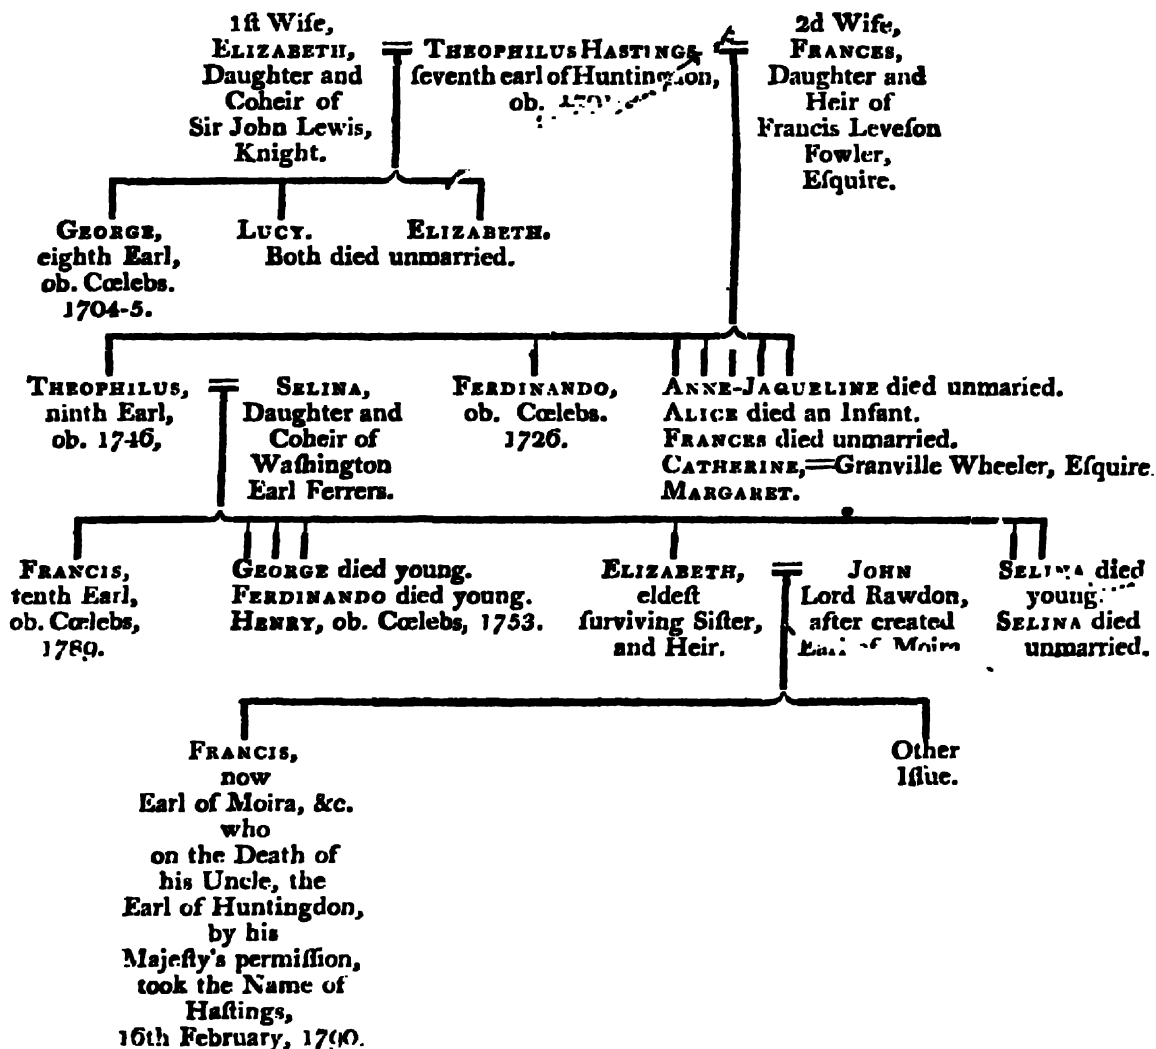 1ſt Wife,
ELIZABETH,
Daughter and
Coheir of
Sir John Lewis,
Knight.
THEOPHILUS HASTINGS
ſeventh earl of Huntingdon,
ob.
2d Wife,
FRANCES,
Daughter and
Heir of
Francis Leveſon
Fowler,
Eſquire.
GEORGE,
eighth Earl,
ob. Cœlebs.
1704-5.
LUCY. ELIZABETH.
Both died unmarried.
THEOPHILUS,
ninth Earl,
ob. 1746,
SELINA,
Daughter and
Coheir of
Waſhington
Earl Ferrers.
FERDINANDO,
ob. Cœlebs.
1726.
ANNE-JAQUELINE died unmaried.
ALICE died an Infant.
FRANCES died unmarried.
CATHERINE,=Granville Wheeler, Eſquire.
MARGARET.
FRANCIS,
tenth Earl,
ob. Cœlebs,
1789.
GEORGE died young.
FERDINANDO died young.
HENRY, ob. Cœlebs, 1753.
ELIZABETH,
eldeſt
ſurviving Siſter,
and Heir.
JOHN
Lord Rawdon,
after created
Earl of Moira
SELINA died
young.
SELINA died
unmarried.
FRANCIS,
now
Earl of Moira, &c.
who
on the Death of
his Uncle, the
Earl of Huntingdon,
by his
Majeſty's permiſſion,
took the Name of
Haſtings,
16th February, 1790.
Other
Iſſue.